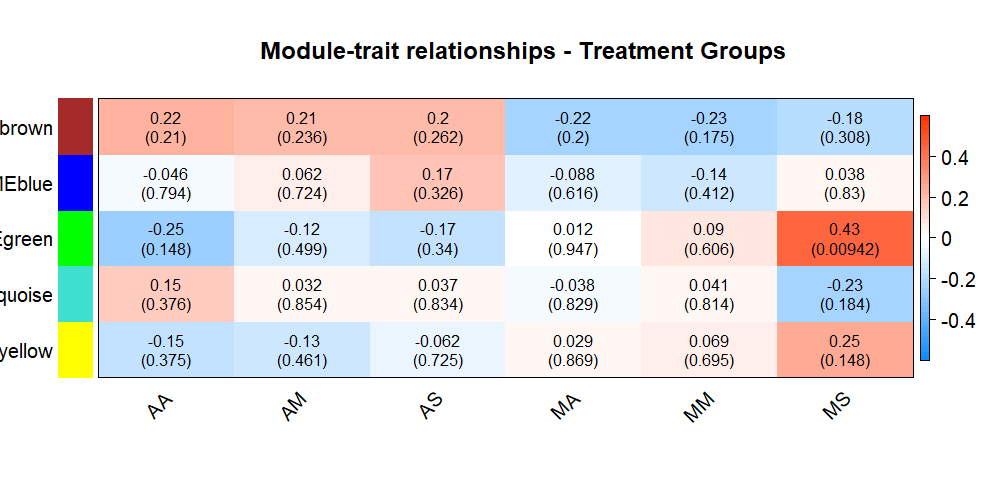 Module-trait relationships - Treatment Groups
brown 0.22 0.21 0.2 -0.22 -0.23 -0.18
(0.21) (0.236) (0.262) (0.2) (0.175) (0.308)
Eblue -0.046 0.062 0.17 -0.088 -0.14 0.038
(0.794) (0.724) (0.326) (0.616) (0.412) (0.83)
green -0.25 -0.12 -0.17 0.012 0.09 0.43
(0.148) (0.499) (0.34) (0.947) (0.606) (0.00942)
quoise 0.15 0.032 0.037 -0.038 0.041 -0.23
(0.376) (0.854) (0.834) (0.829) (0.814) (0.184)
yellow -0.15 -0.13 -0.062 0.029 0.069 0.25
(0.375) (0.461) (0.725) (0.869) (0.695) (0.148)
AA AM AS MA MM MS
0.4
0.2
0
-0.2
-0.4